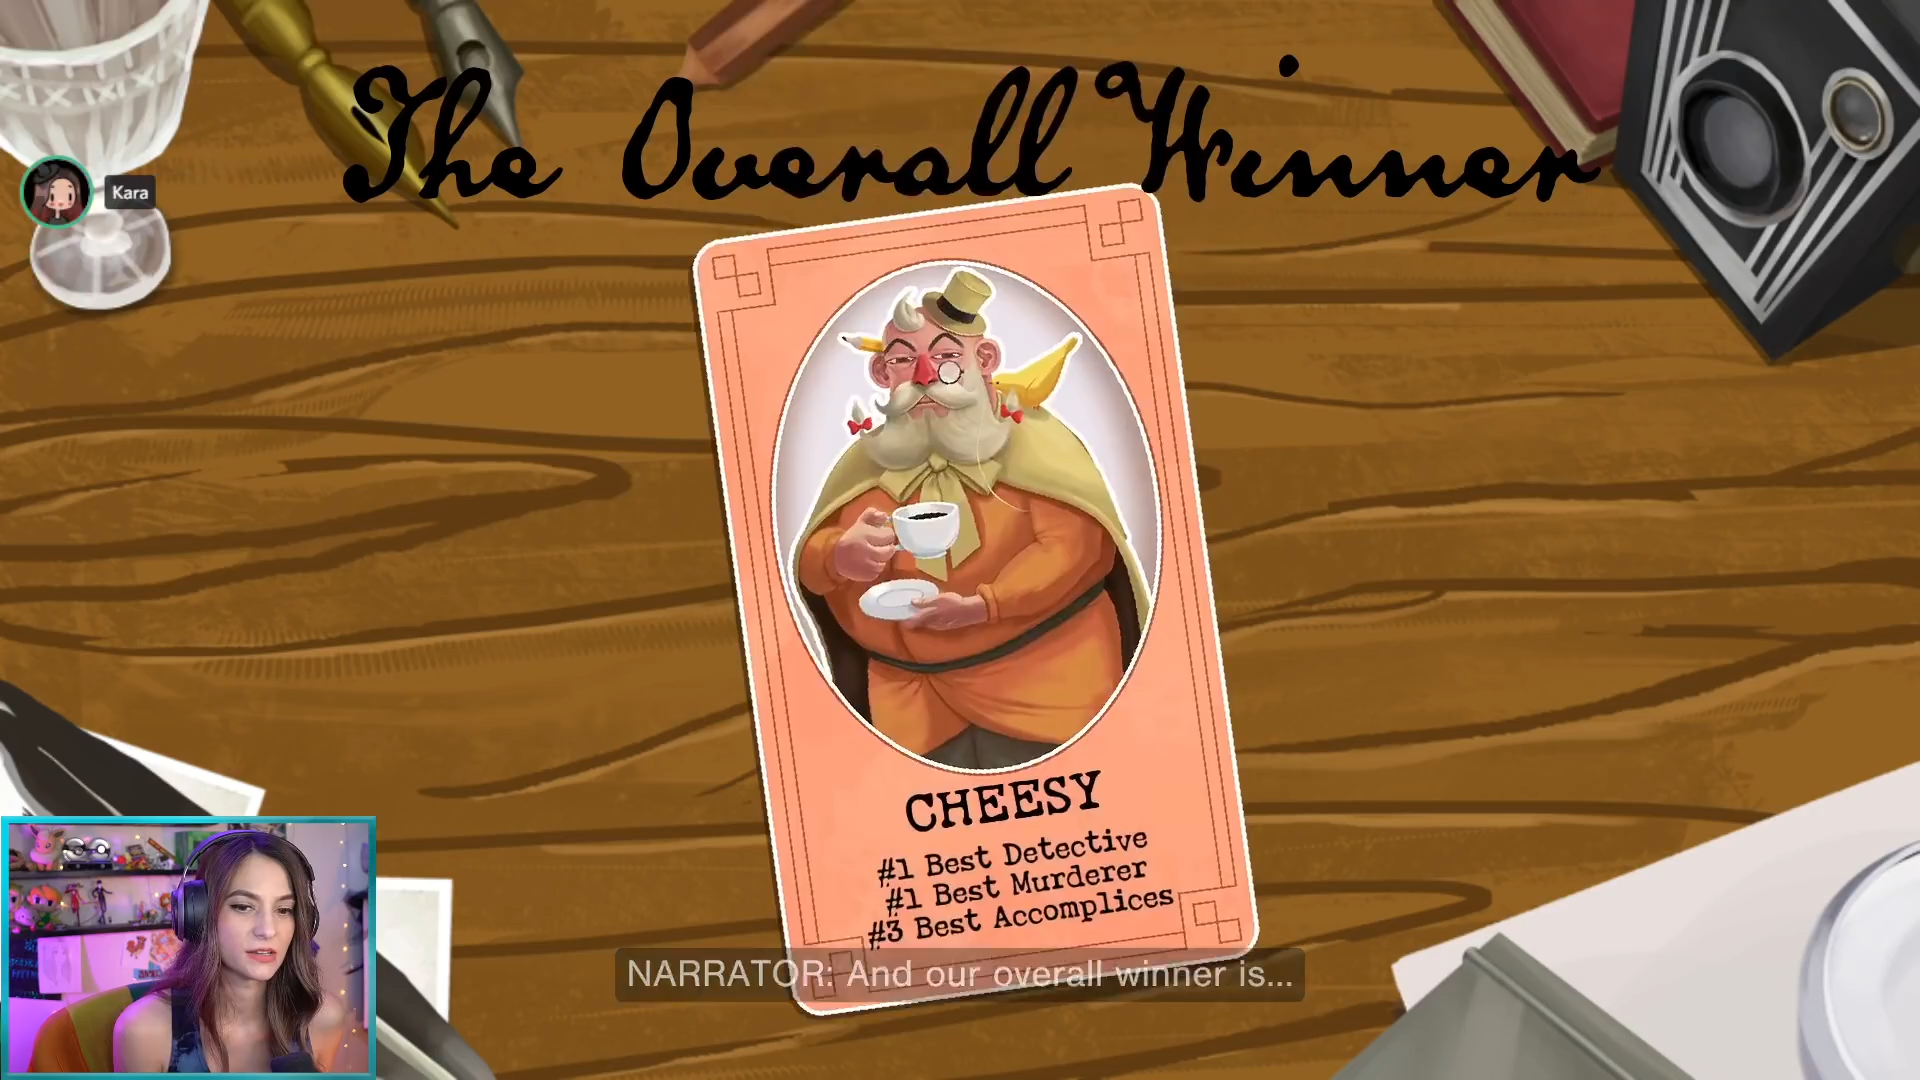 The Overall Winner
Kara
CHEESY
#1 Best Detective
#1 Best Murderer
#3 Best Accomplices
NARRATOR: And our overall winner is...